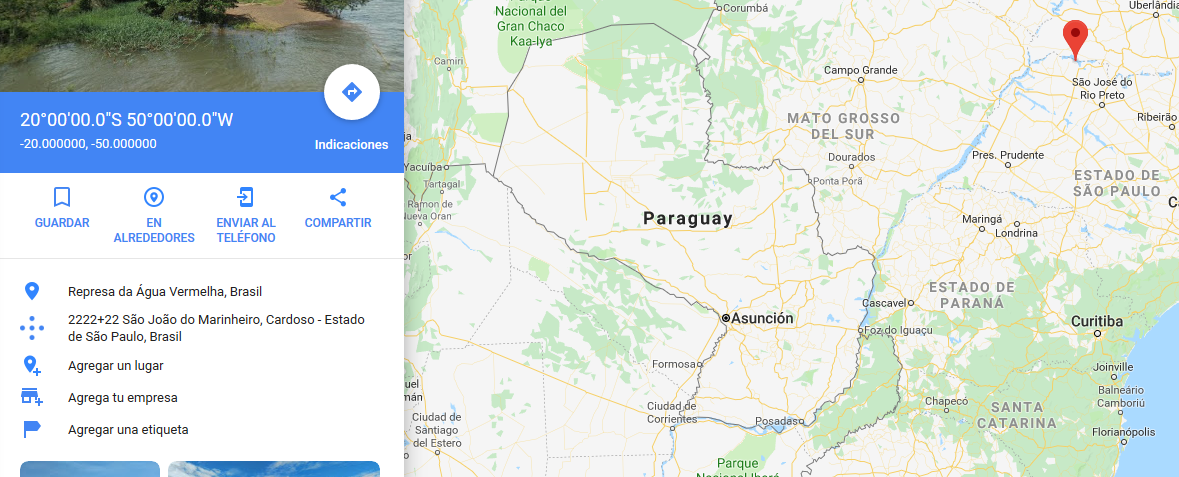 20°00'00.0"S 50°00'00.0"W
-20.000000, -50.000000
Indicaciones
GUARDAR
EN
ALREDEDORES
ENVIAR AL
TELÉFONO
COMPARTIR
Represa da Água Vermelha, Brasil
2222+22 São João do Marinheiro, Cardoso - Estado
de São Paulo, Brasil
Agregar un lugar
Agrega tu empresa
Agregar una etiqueta
Nacional del
Gran Chaco
Kaa-Iya
Corumbá
Uberlândia
Camiri
Campo Grande
São José do
Rio Preto
MATO GROSSO
DEL SUR
Ribeirão
Dourados
Pres. Prudente
Yacuíba
Tartagal
Ponta Porã
ESTADO DE
SÃO PAULO
Ramón de
Nueva Oran
Paraguay
Maringá
Londrina
ESTADO DE
PARANÁ
Cascavel
Asunción
Foz do Iguaçu
Curitiba
Formosa
Joinville
Balneário
Camboriú
Ciudad de
Corrientes
Chapecó
SANTA
CATARINA
Ciudad de
Santiago
del Estero
Posadas
Florianópolis
Parque